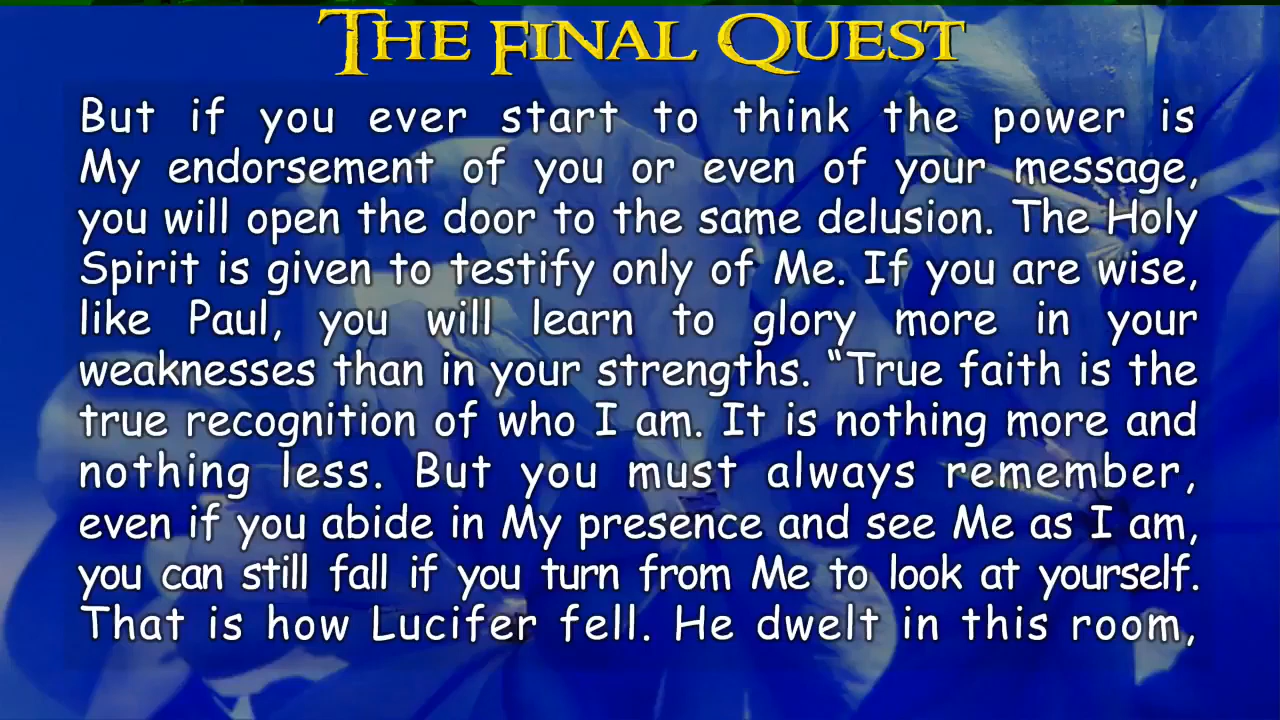 The Final Quest
But if you ever start to think the power is
My endorsement of you or even of your message,
you will open the door to the same delusion. The Holy
Spirit is given to testify only of Me. If you are wise,
like Paul, you will learn to glory more in your
weaknesses than in your strengths. “True faith is the
true recognition of who I am. It is nothing more and
nothing less. But you must always remember,
even if you abide in My presence and see Me as I am,
you can still fall if you turn from Me to look at yourself.
That is how Lucifer fell. He dwelt in this room,